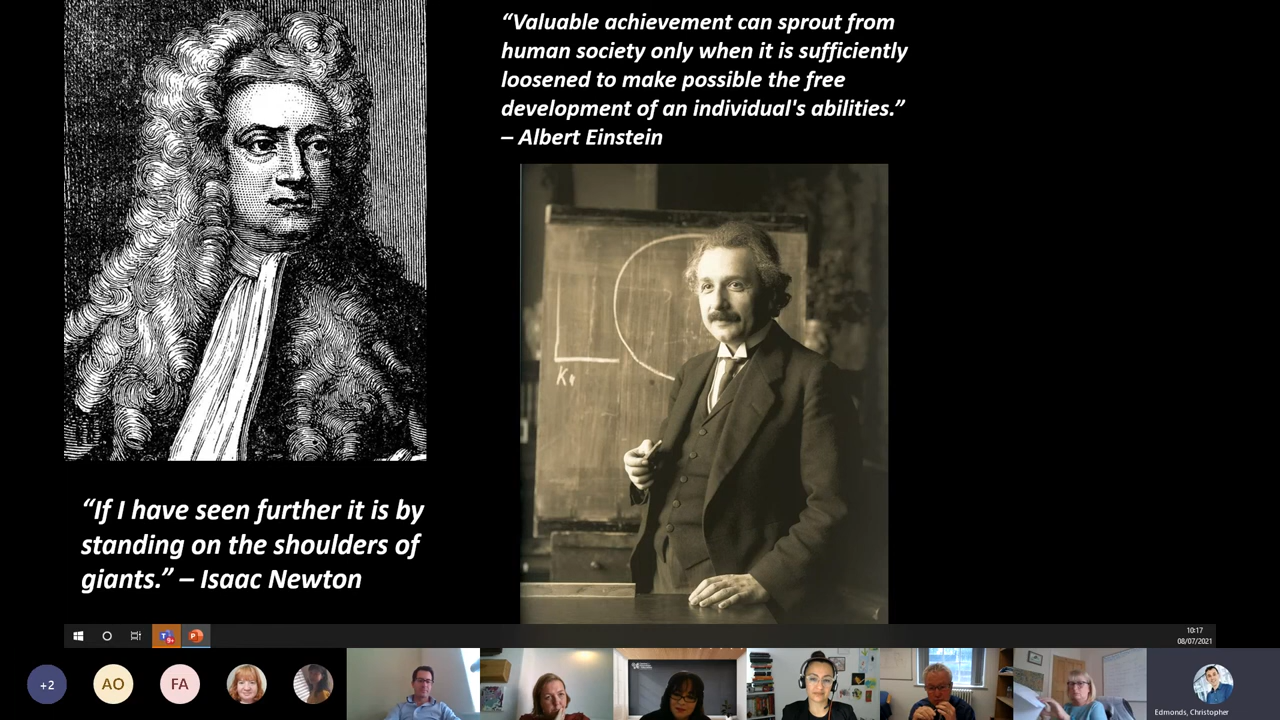 “Valuable achievement can sprout from
human society only when it is sufficiently
loosened to make possible the free
development of an individual's abilities.”
– Albert Einstein
K
“If I have seen further it is by
standing on the shoulders of
giants.” – Isaac Newton
9+
10:17
08/07/2021
+2
AO
FA
Edmonds, Christopher